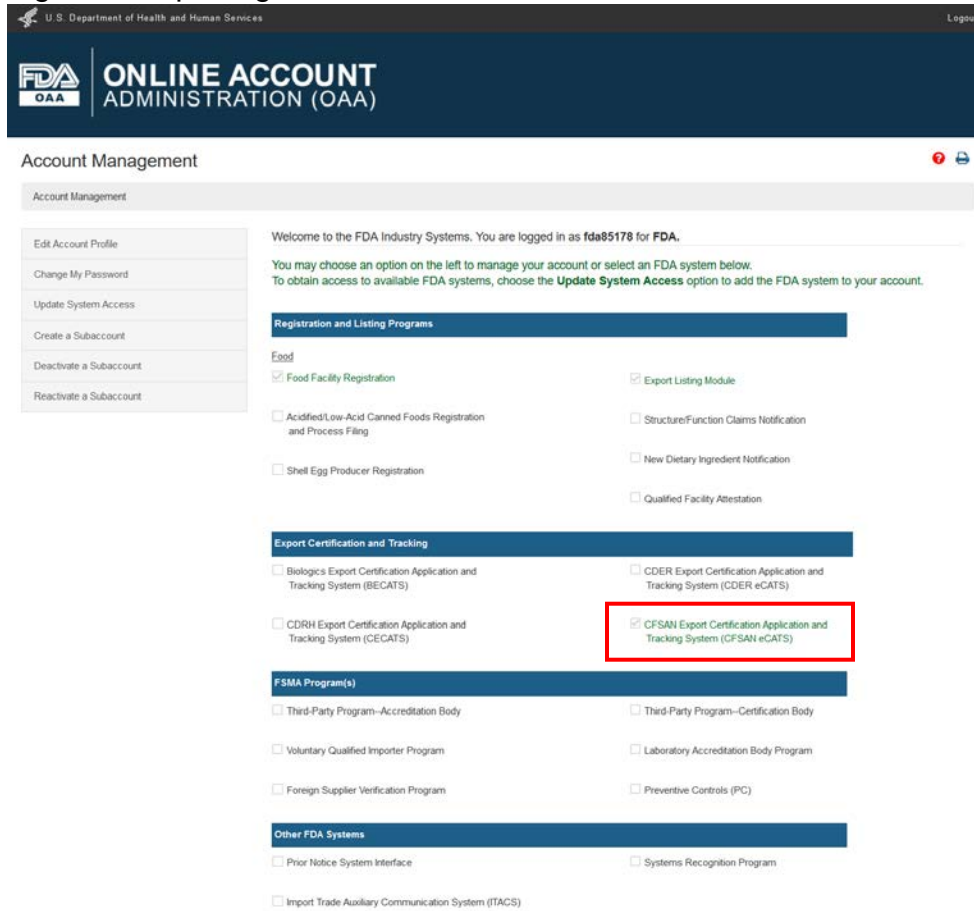 U.S. Department of Health and Human Services
Logou
FDA
OAA
ONLINE ACCOUNT
ADMINISTRATION (OAA)
Account Management
Account Management
Edit Account Profile
Change My Password
Update System Access
Create a Subaccount
Deactivate a Subaccount
Reactivate a Subaccount
Welcome to the FDA Industry Systems. You are logged in as fda85178 for FDA.
You may choose an option on the left to manage your account or select an FDA system below.
To obtain access to available FDA systems, choose the Update System Access option to add the FDA system to your account.
Registration and Listing Programs
Food
Food Facility Registration
Export Listing Module
Acidified/Low-Acid Canned Foods Registration
and Process Filing
Structure/Function Claims Notification
New Dietary Ingredient Notification
Shell Egg Producer Registration
Qualified Facility Attestation
Export Certification and Tracking
Biologics Export Certification Application and
Tracking System (BECATS)
CDER Export Certification Application and
Tracking System (CDER eCATS)
CDRH Export Certification Application and
Tracking System (CECATS)
CFSAN Export Certification Application and
Tracking System (CFSAN eCATS)
FSMA Program(s)
Third-Party Program--Accreditation Body
Third-Party Program--Certification Body
Voluntary Qualified Importer Program
Laboratory Accreditation Body Program
Foreign Supplier Verification Program
Preventive Controls (PC)
Other FDA Systems
Prior Notice System Interface
Systems Recognition Program
Import Trade Auxiliary Communication System (ITACS)